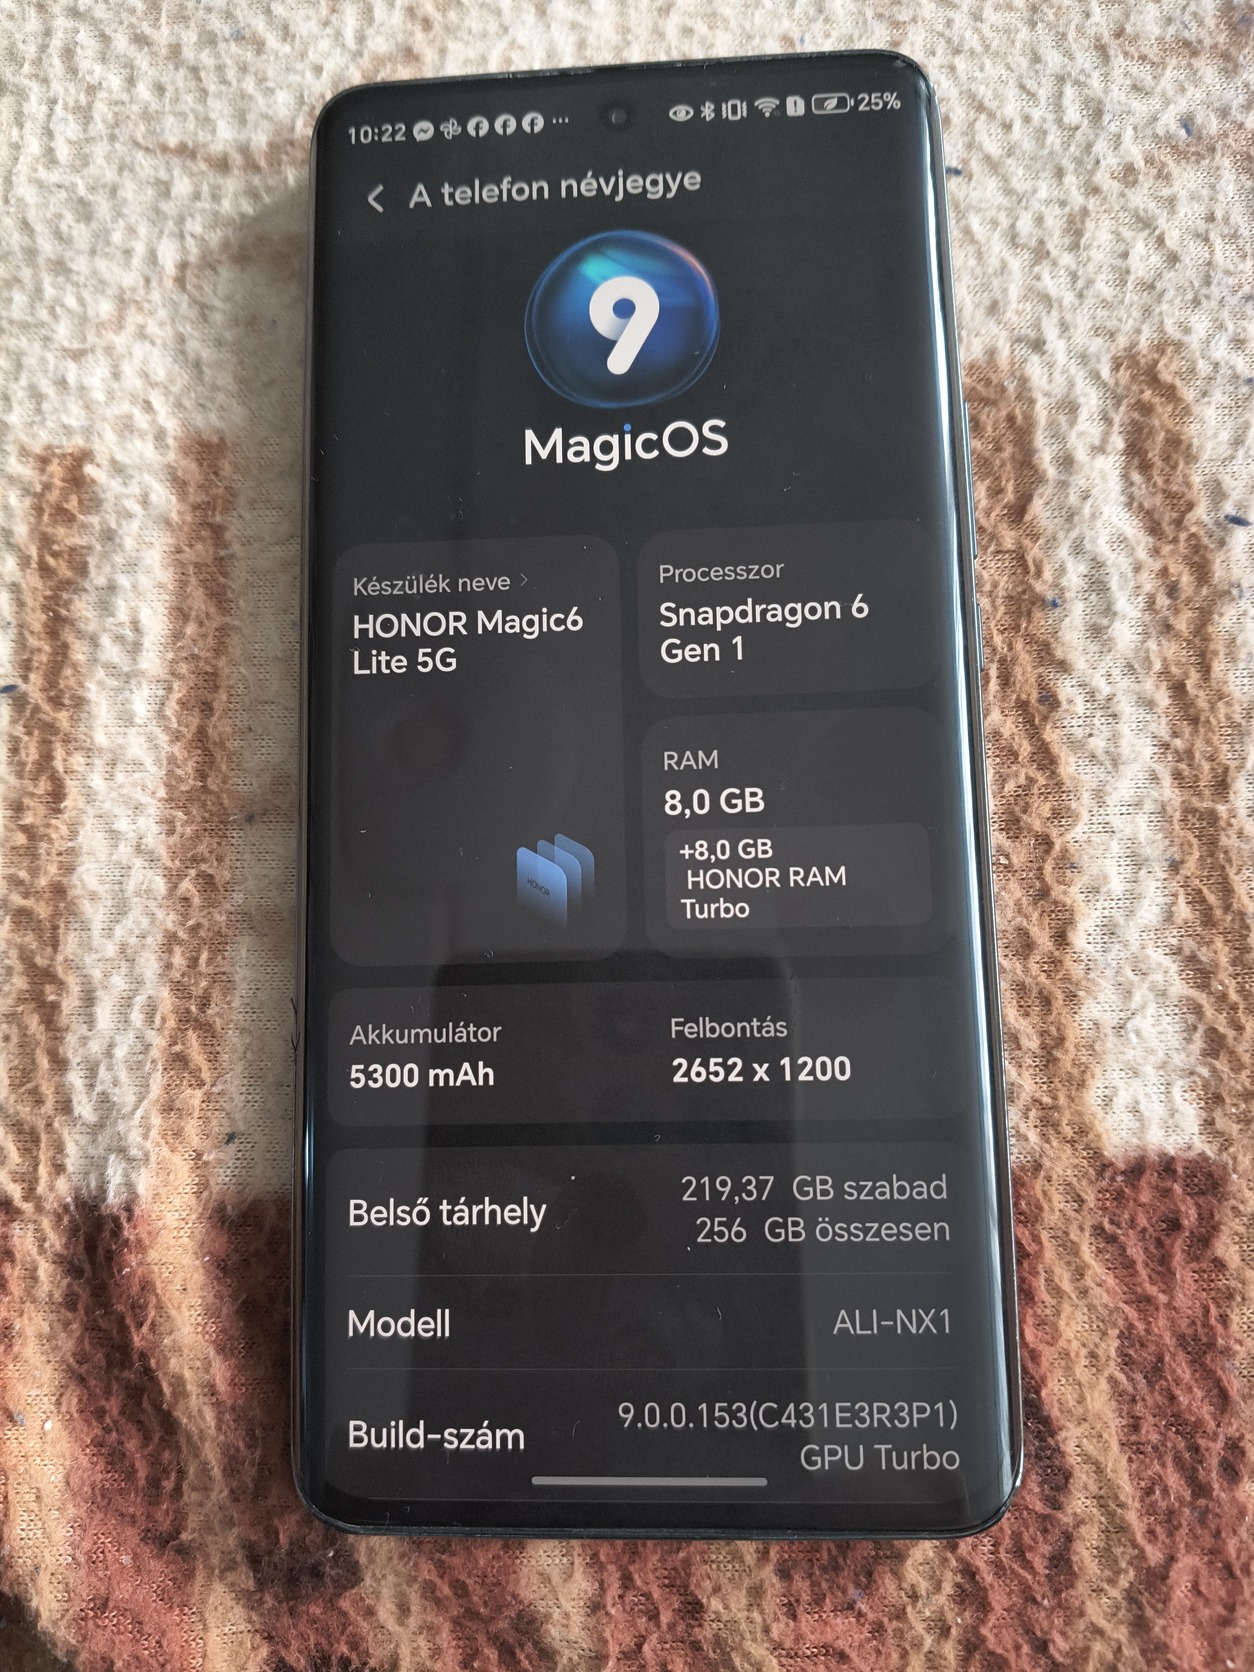 10:22
25%
A telefon névjegye
9
MagicOS
Készülék neve
HONOR Magic6
Lite 5G
HONOR
Processzor
Snapdragon 6
Gen 1
RAM
8,0 GB
+8,0 GB
HONOR RAM
Turbo
Akkumulátor
5300 mAh
Felbontás
2652 x 1200
Belső tárhely
219,37 GB szabad
256 GB összesen
Modell
ALI-NX1
Build-szám
9.0.0.153(C431E3R3P1)
GPU Turbo